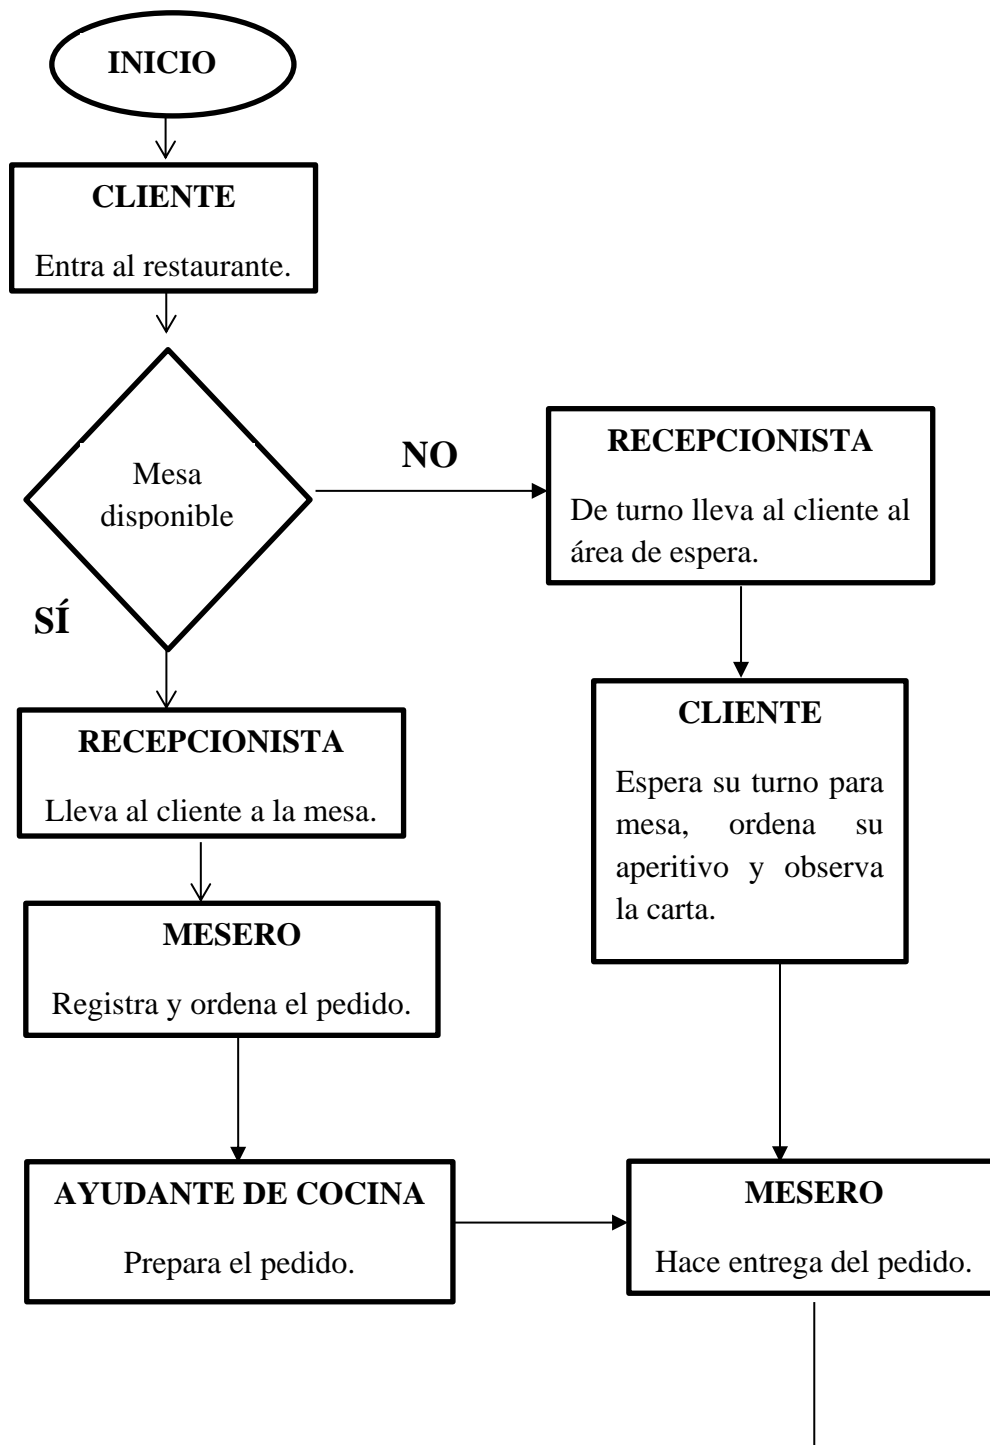 INICIO
CLIENTE
Entra al restaurante.
Mesa
disponible
NO
SÍ
RECEPCIONISTA
De turno lleva al cliente al
área de espera.
CLIENTE
Espera su turno para
mesa, ordena su
aperitivo y observa
la carta.
RECEPCIONISTA
Lleva al cliente a la mesa.
MESERO
Registra y ordena el pedido.
AYUDANTE DE COCINA
Prepara el pedido.
MESERO
Hace entrega del pedido.